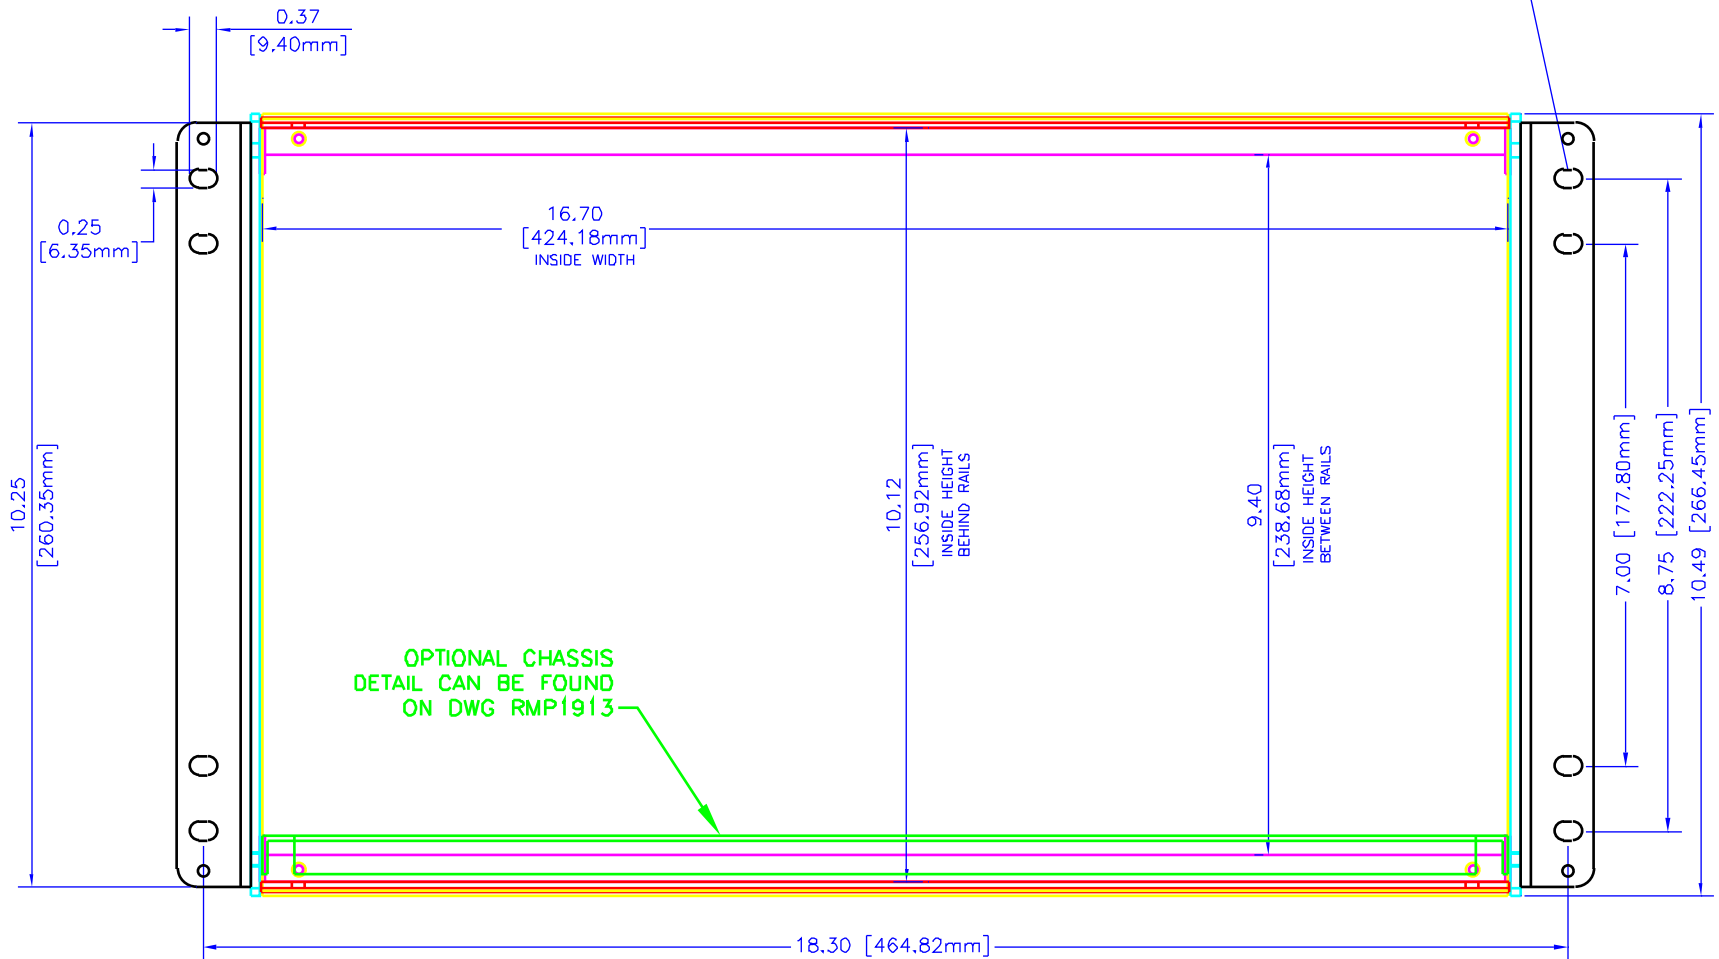 0.37
[9.40mm]
0.25
[6.35mm]
16.70
[424.18mm]
INSIDE WIDTH
10.25
[260.35mm]
10.12
[256.92mm]
INSIDE HEIGHT
BEHIND RAILS
9.40
[238.68mm]
INSIDE HEIGHT
BETWEEN RAILS
7.00 [177.80mm]
8.75 [222.25mm]
10.49 [266.45mm]
OPTIONAL CHASSIS
DETAIL CAN BE FOUND
ON DWG RMP1913
18.30 [464.82mm]